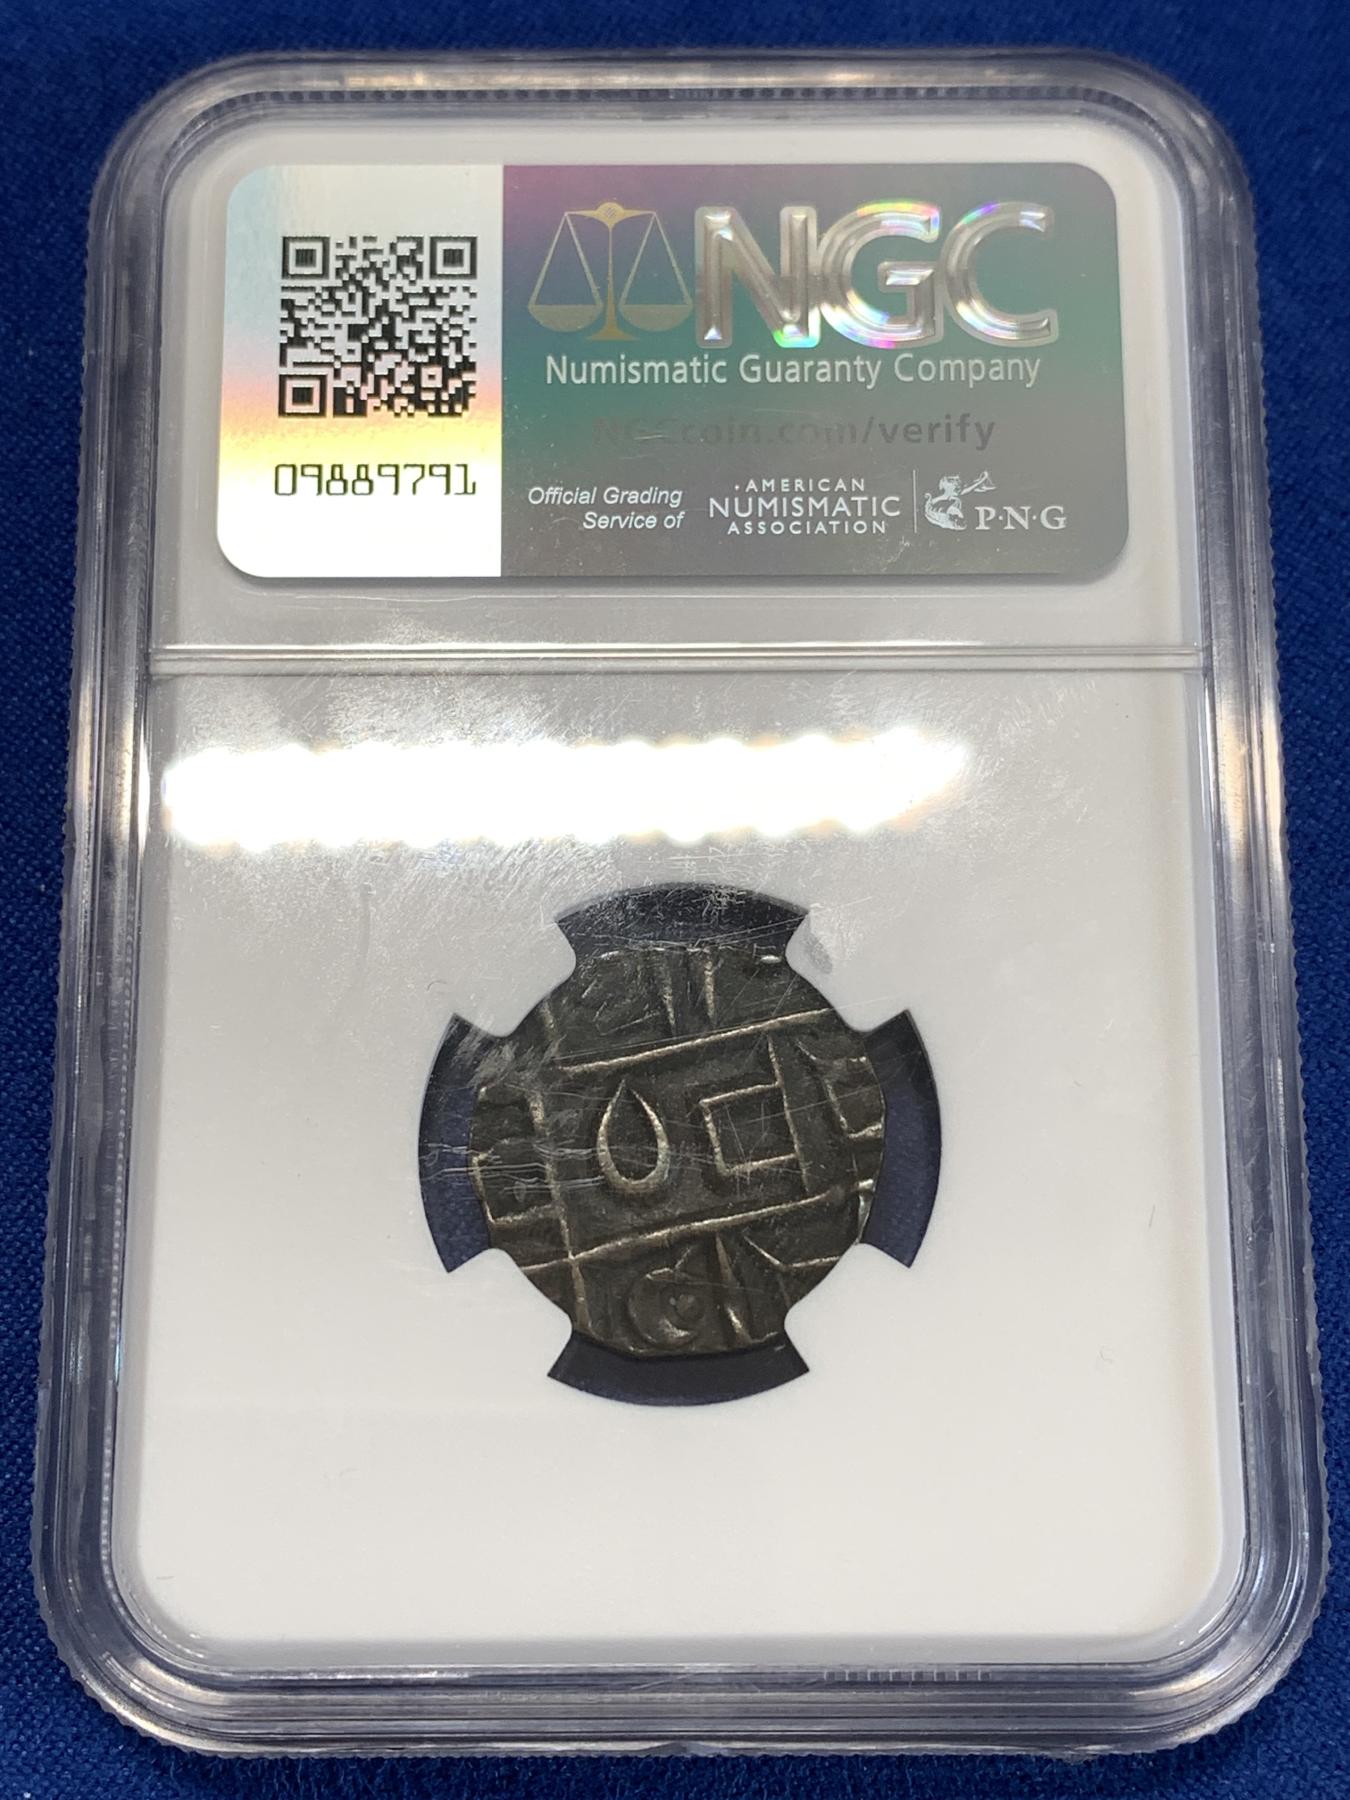 NGC
Numismatic Guaranty Company
NGCcoin.com/verify
09889791
Official Grading
Service of
·AMERICAN
NUMISMATIC
ASSOCIATION
P·N·G